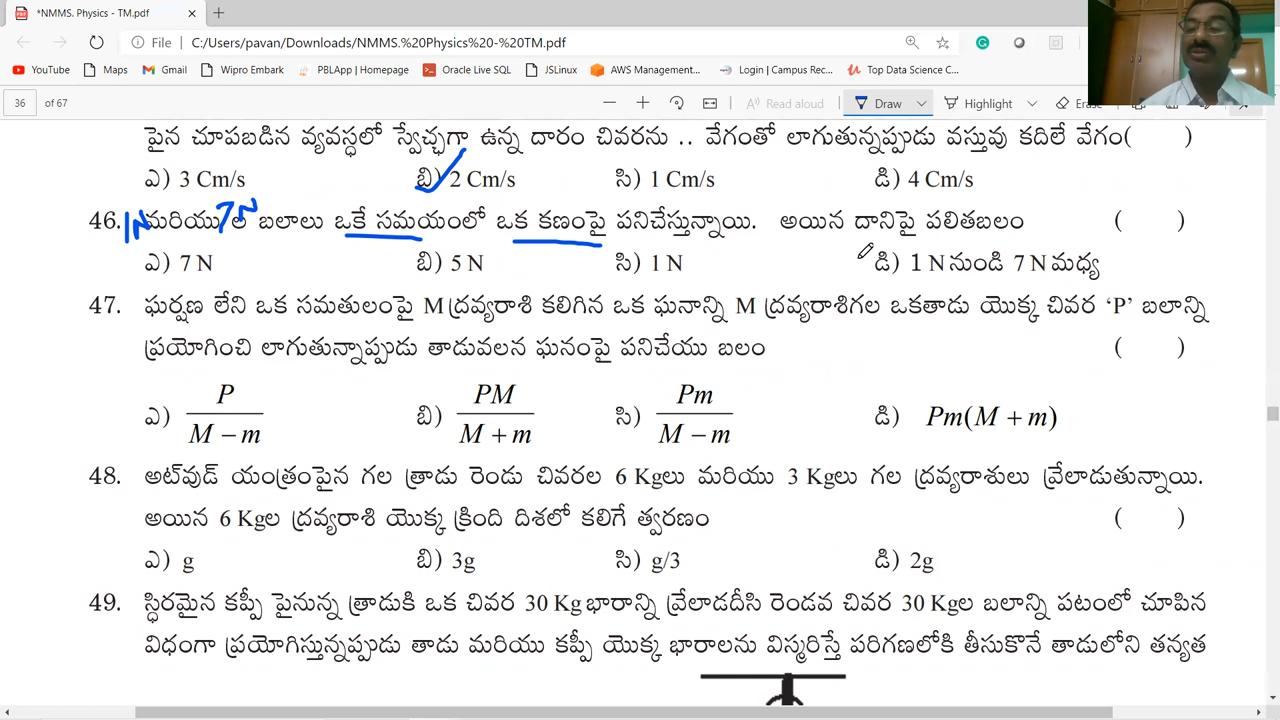 *NMMS. Physics - TM.pdf
File C:/Users/pavan/Downloads/NMMS.%20Physics%20-%20TM.pdf
YouTube Maps Gmail Wipro Embark PBLApp | Homepage Oracle Live SQL JSLinux AWS Management... Login | Campus Rec... Top Data Science C...
36 of 67 Read aloud Draw Highlight Erase
పైన చూపబడిన వ్యవస్థలో స్వేచ్ఛగా ఉన్న దారం చివరను .. వేగంతో లాగుతున్నప్పుడు వస్తువు కదిలే వేగం( )
ఎ) 3 Cm/s బి) 2 Cm/s సి) 1 Cm/s డి) 4 Cm/s
46. 1N మరియు 7N బలాలు ఒకే సమయంలో ఒక కణంపై పనిచేస్తున్నాయి. అయిన దానిపై పలితబలం ( )
ఎ) 7 N బి) 5 N సి) 1 N డి) 1 N నుండి 7 N మధ్య
47. ఘర్షణ లేని ఒక సమతులంపై M ద్రవ్యరాశి కలిగిన ఒక ఘనాన్ని M ద్రవ్యరాశిగల ఒకతాడు యొక్క చివర ‘P’ బలాన్ని
ప్రయోగించి లాగుతున్నాప్పుడు తాడువలన ఘనంపై పనిచేయు బలం ( )
ఎ) P / M − m బి) PM / M + m సి) Pm / M − m డి) Pm(M + m)
48. అట్‌వుడ్ యంత్రంపైన గల త్రాడు రెండు చివరల 6 Kgలు మరియు 3 Kgలు గల ద్రవ్యరాశులు వ్రేలాడుతున్నాయి.
అయిన 6 Kgల ద్రవ్యరాశి యొక్క క్రింది దిశలో కలిగే త్వరణం ( )
ఎ) g బి) 3g సి) g/3 డి) 2g
49. స్ధిరమైన కప్పీ పైనున్న త్రాడుకి ఒక చివర 30 Kg భారాన్ని వ్రేలాడదీసి రెండవ చివర 30 Kgల బలాన్ని పటంలో చూపిన
విధంగా ప్రయోగిస్తున్నప్పుడు తాడు మరియు కప్పీ యొక్క భారాలను విస్మరిస్తే పరిగణలోకి తీసుకొనే తాడులోని తన్యత